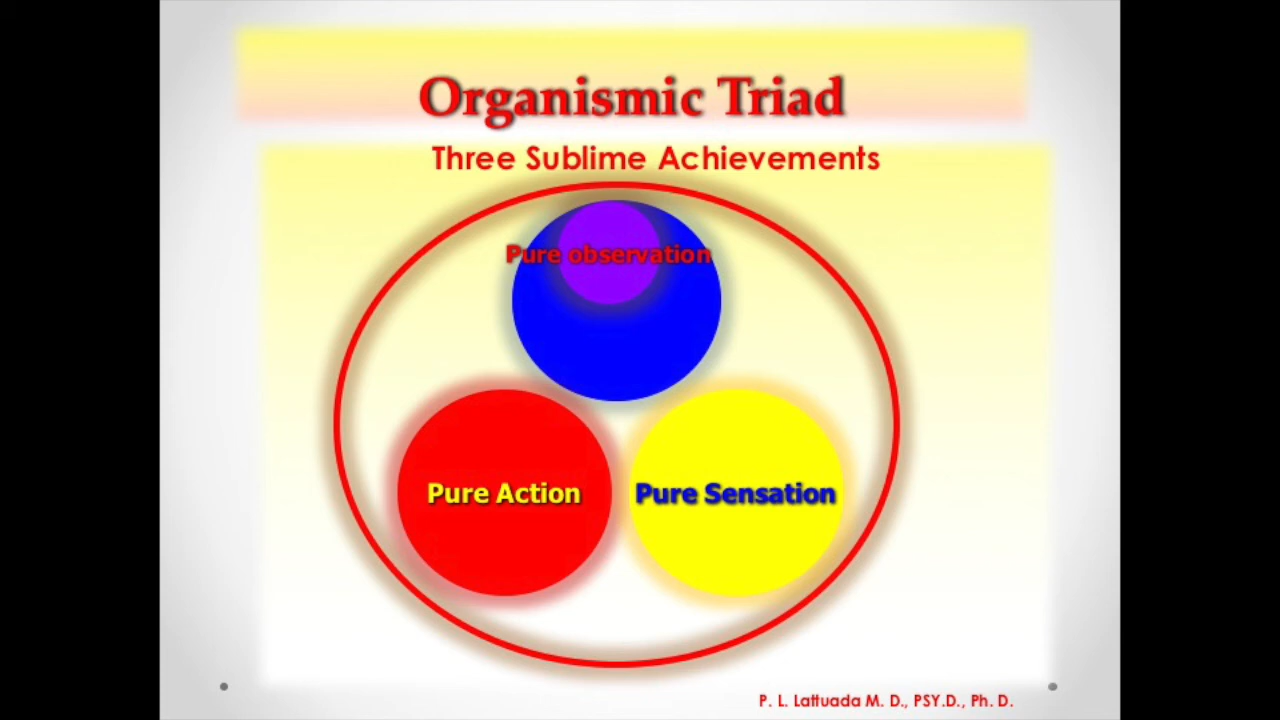 Organismic Triad
Three Sublime Achievements
Pure observation
Pure Action
Pure Sensation
P. L. Lattuada M. D., PSY.D., Ph. D.